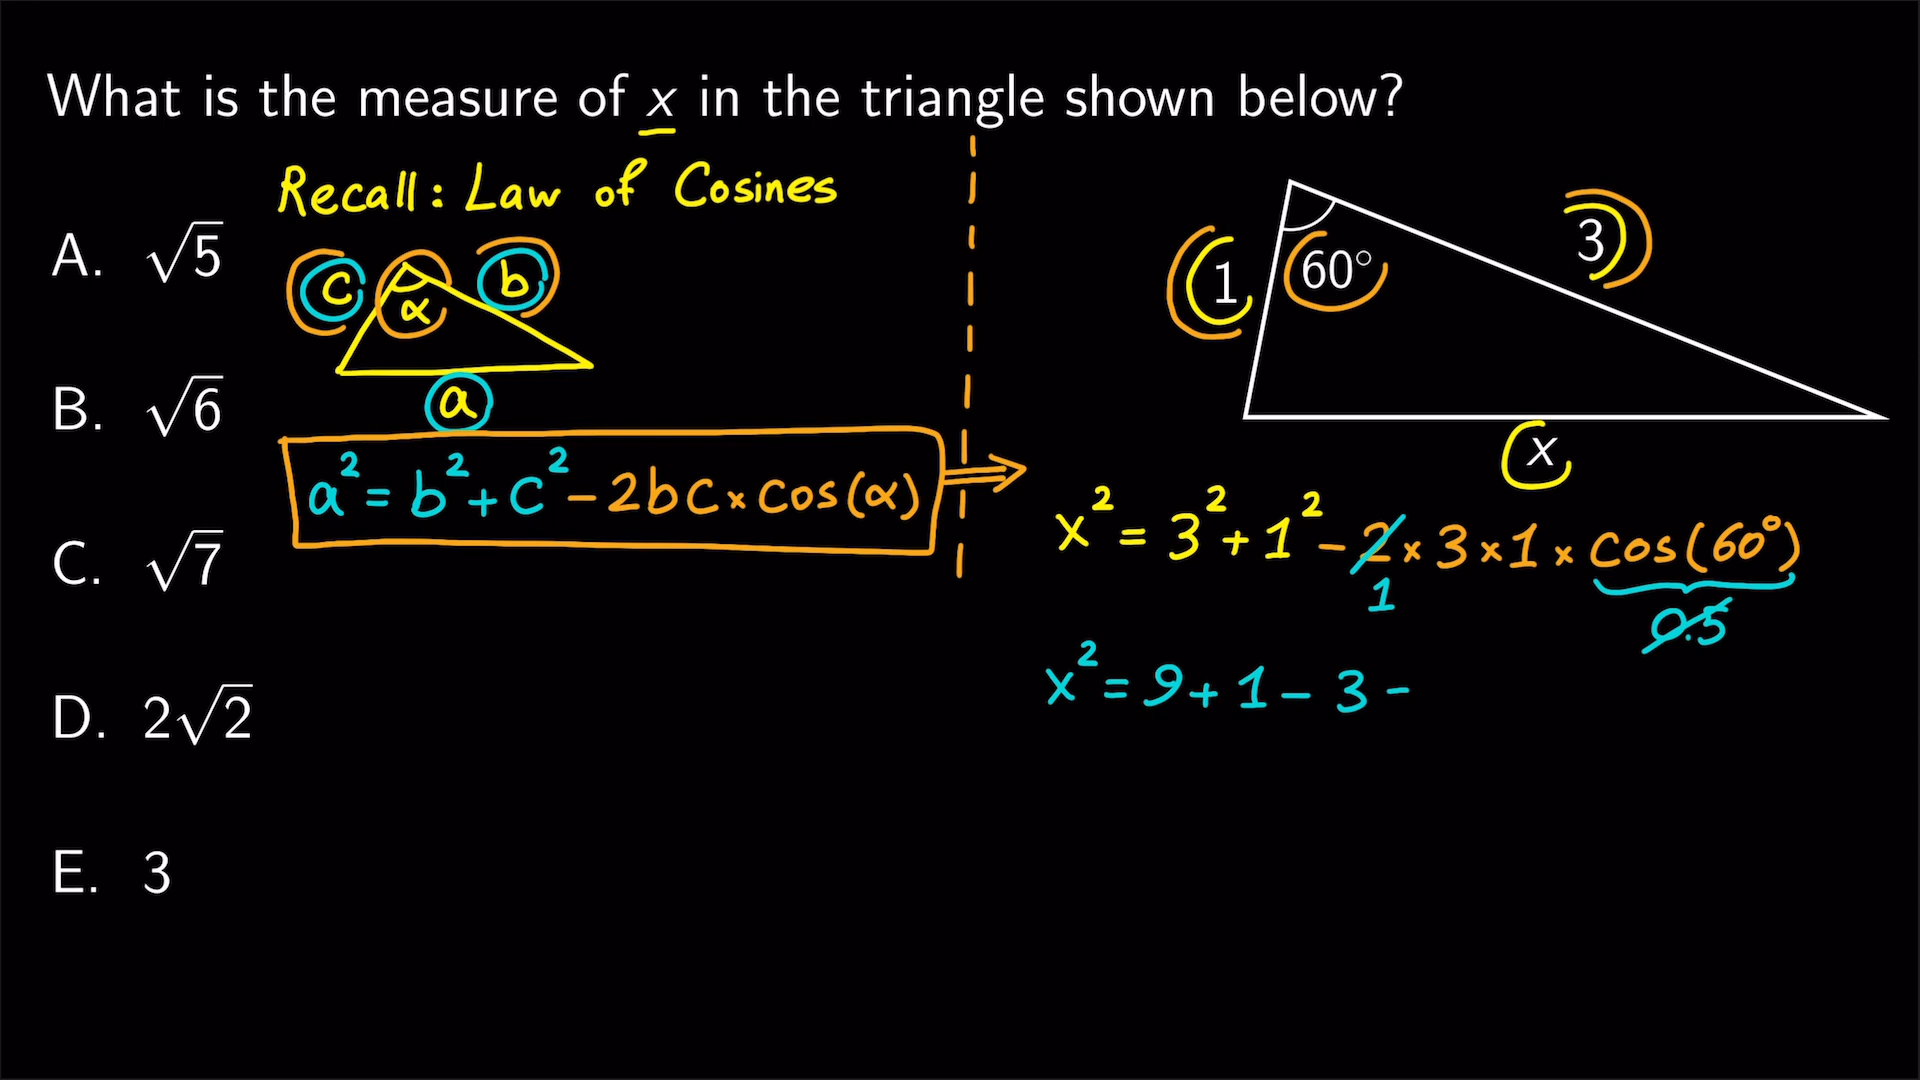 What is the measure of x in the triangle shown below?
Recall: Law of Cosines
A. √5
B. √6
C. √7
D. 2√2
E. 3
c
α
b
a
a² = b² + c² - 2bc × cos(α)
1
60°
3
x
x² = 3² + 1² - 2 × 3 × 1 × cos(60°)
1
0.5
x² = 9 + 1 - 3 -